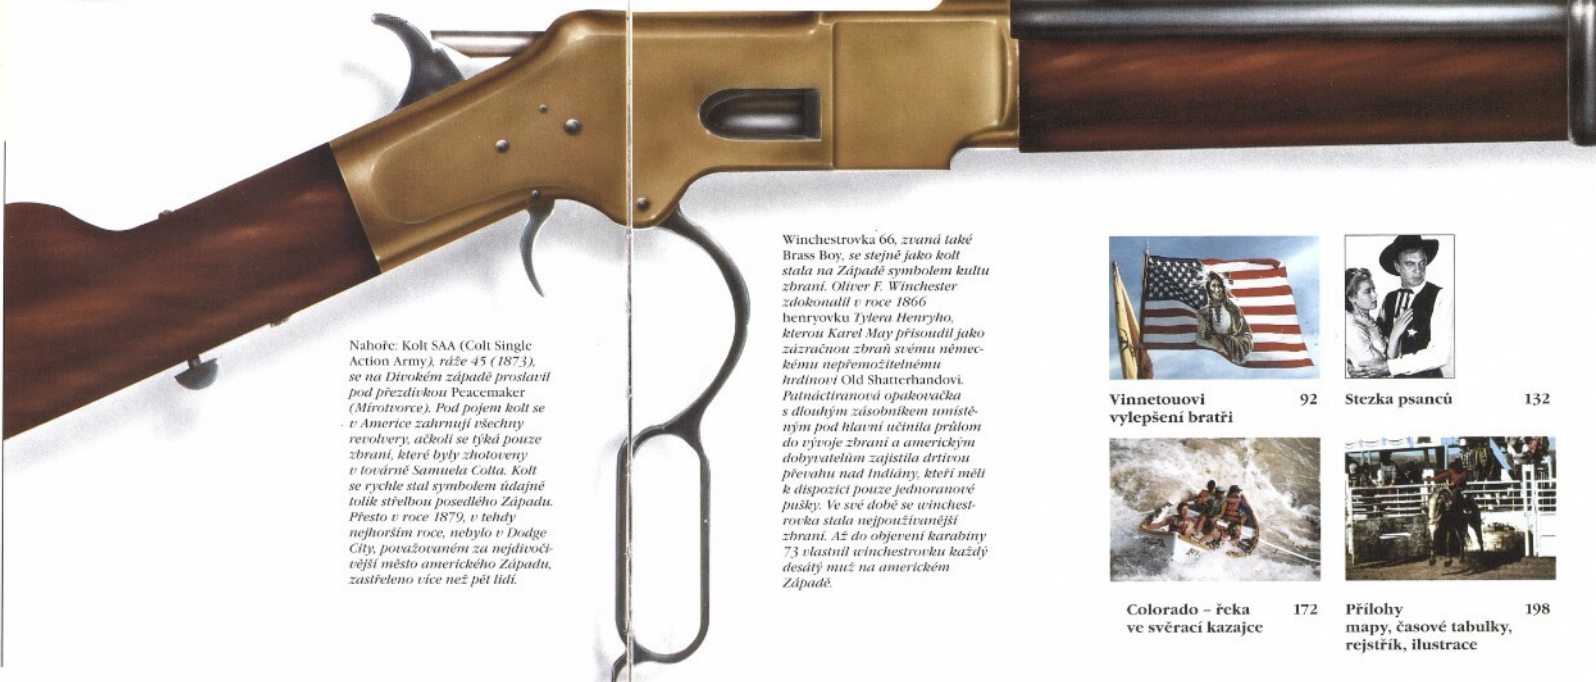 Nahoře: Kolt SAA (Colt Single
Action Army), ráže 45 (1873),
se na Divokém západě proslavil
pod přezdívkou Peacemaker
(Mírotvorce). Pod pojem kolt se
v Americe zahrnují všechny
revolvery, ačkoli se týká pouze
zbraní, které byly zhotoveny
v továrně Samuela Colta. Kolt
se rychle stal symbolem údajně
tolik střelbou posedlého Západu.
Přesto v roce 1879, v tehdy
nejhorším roce, nebylo v Dodge
City, považovaném za nejdivoči-
vější město amerického Západu,
zastřeleno více než pět lidí.
Winchestrovka 66, zvaná také
Brass Boy, se stejně jako kolt
stala na Západě symbolem kultu
zbraní. Oliver F. Winchester
zdokonalil v roce 1866
henryovku Tylera Henryho,
kterou Karel May přisoudil jako
zázračnou zbraň svému němec-
kému nepřemožitelnému
hrdinovi Old Shatterhandovi.
Patnáctiranová opakovačka
s dlouhým zásobníkem umístě-
ným pod hlavní učinila průlom
do vývoje zbraní a americkým
dobyvatelům zajistila drtivou
převahu nad Indiány, kteří měli
k dispozici pouze jednoranové
pušky. Ve své době se winchest-
rovka stala nejpoužívanější
zbraní. Až do objevení karabiny
73 vlastnil winchestrovku každý
desátý muž na americkém
Západě.
Vinnetouovi 92
vylepšení bratři
Stezka psanců 132
Colorado – řeka 172
ve svěrací kazajce
Přílohy 198
mapy, časové tabulky,
rejstřík, ilustrace